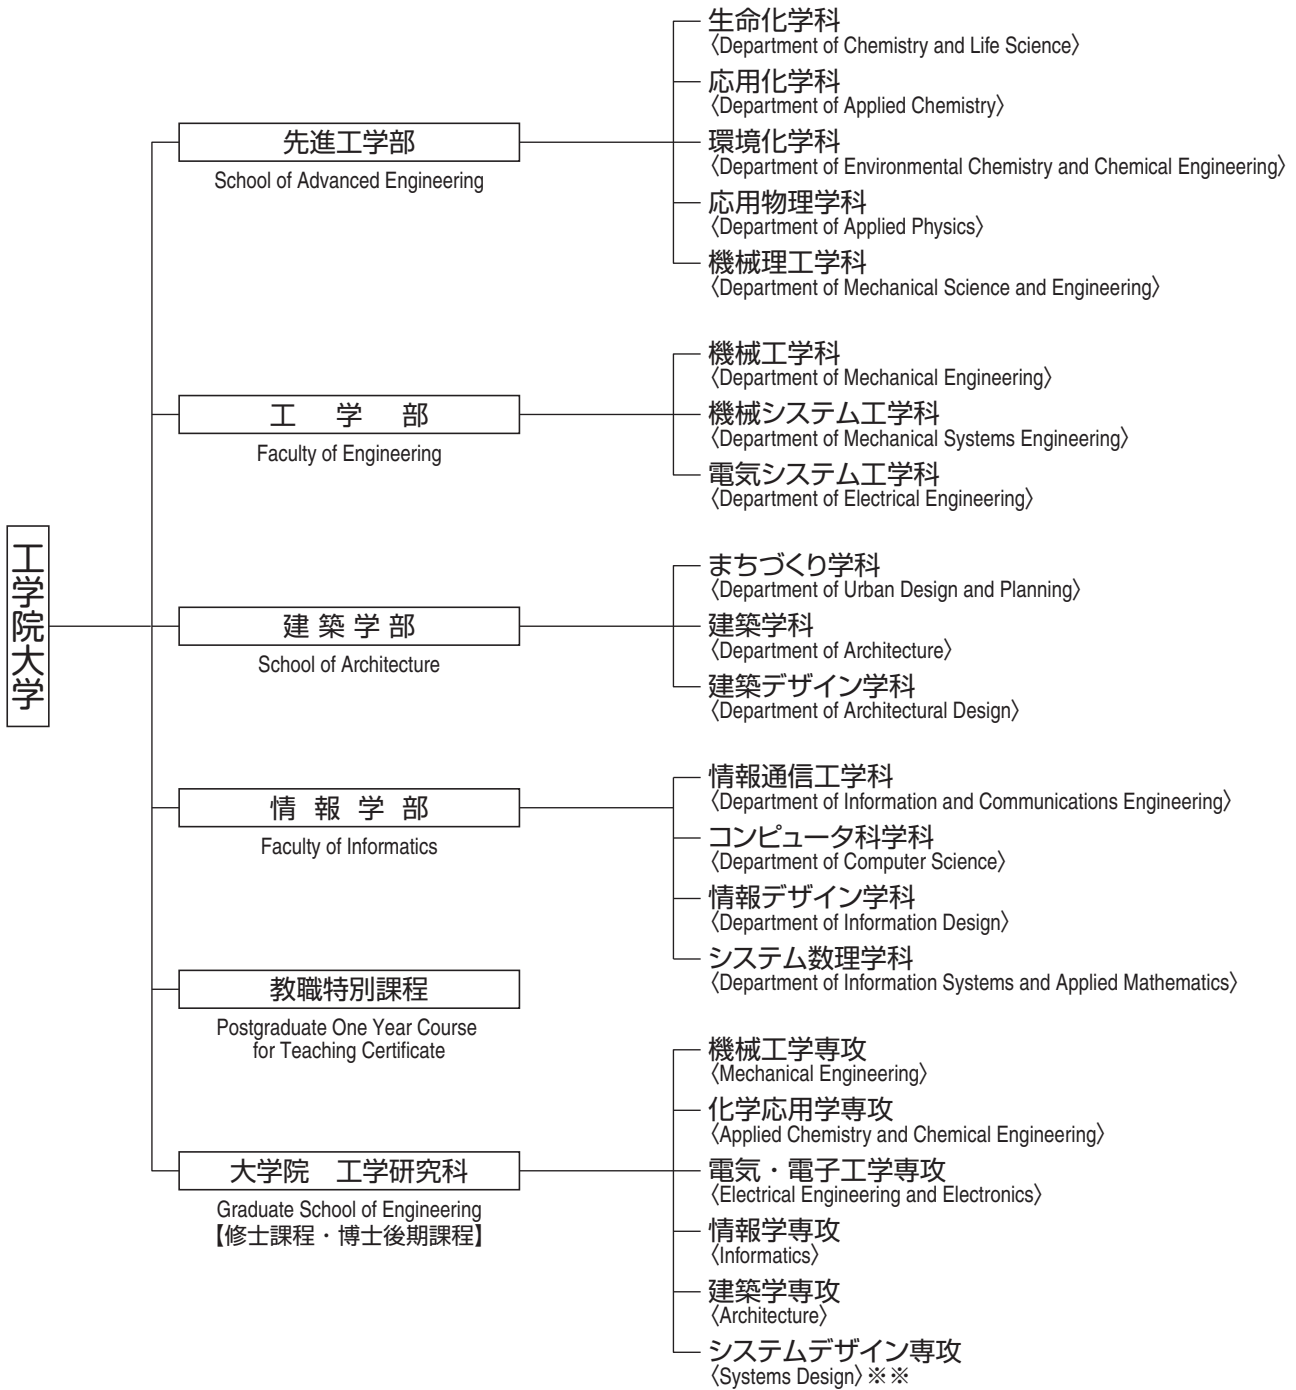 工学院大学
先進工学部
School of Advanced Engineering
生命化学科
〈Department of Chemistry and Life Science〉
応用化学科
〈Department of Applied Chemistry〉
環境化学科
〈Department of Environmental Chemistry and Chemical Engineering〉
応用物理学科
〈Department of Applied Physics〉
機械理工学科
〈Department of Mechanical Science and Engineering〉
工 学 部
Faculty of Engineering
機械工学科
〈Department of Mechanical Engineering〉
機械システム工学科
〈Department of Mechanical Systems Engineering〉
電気システム工学科
〈Department of Electrical Engineering〉
建 築 学 部
School of Architecture
まちづくり学科
〈Department of Urban Design and Planning〉
建築学科
〈Department of Architecture〉
建築デザイン学科
〈Department of Architectural Design〉
情 報 学 部
Faculty of Informatics
情報通信工学科
〈Department of Information and Communications Engineering〉
コンピュータ科学科
〈Department of Computer Science〉
情報デザイン学科
〈Department of Information Design〉
システム数理学科
〈Department of Information Systems and Applied Mathematics〉
教職特別課程
Postgraduate One Year Course
for Teaching Certificate
大学院 工学研究科
Graduate School of Engineering
【修士課程・博士後期課程】
機械工学専攻
〈Mechanical Engineering〉
化学応用学専攻
〈Applied Chemistry and Chemical Engineering〉
電気・電子工学専攻
〈Electrical Engineering and Electronics〉
情報学専攻
〈Informatics〉
建築学専攻
〈Architecture〉
システムデザイン専攻
〈Systems Design〉※※